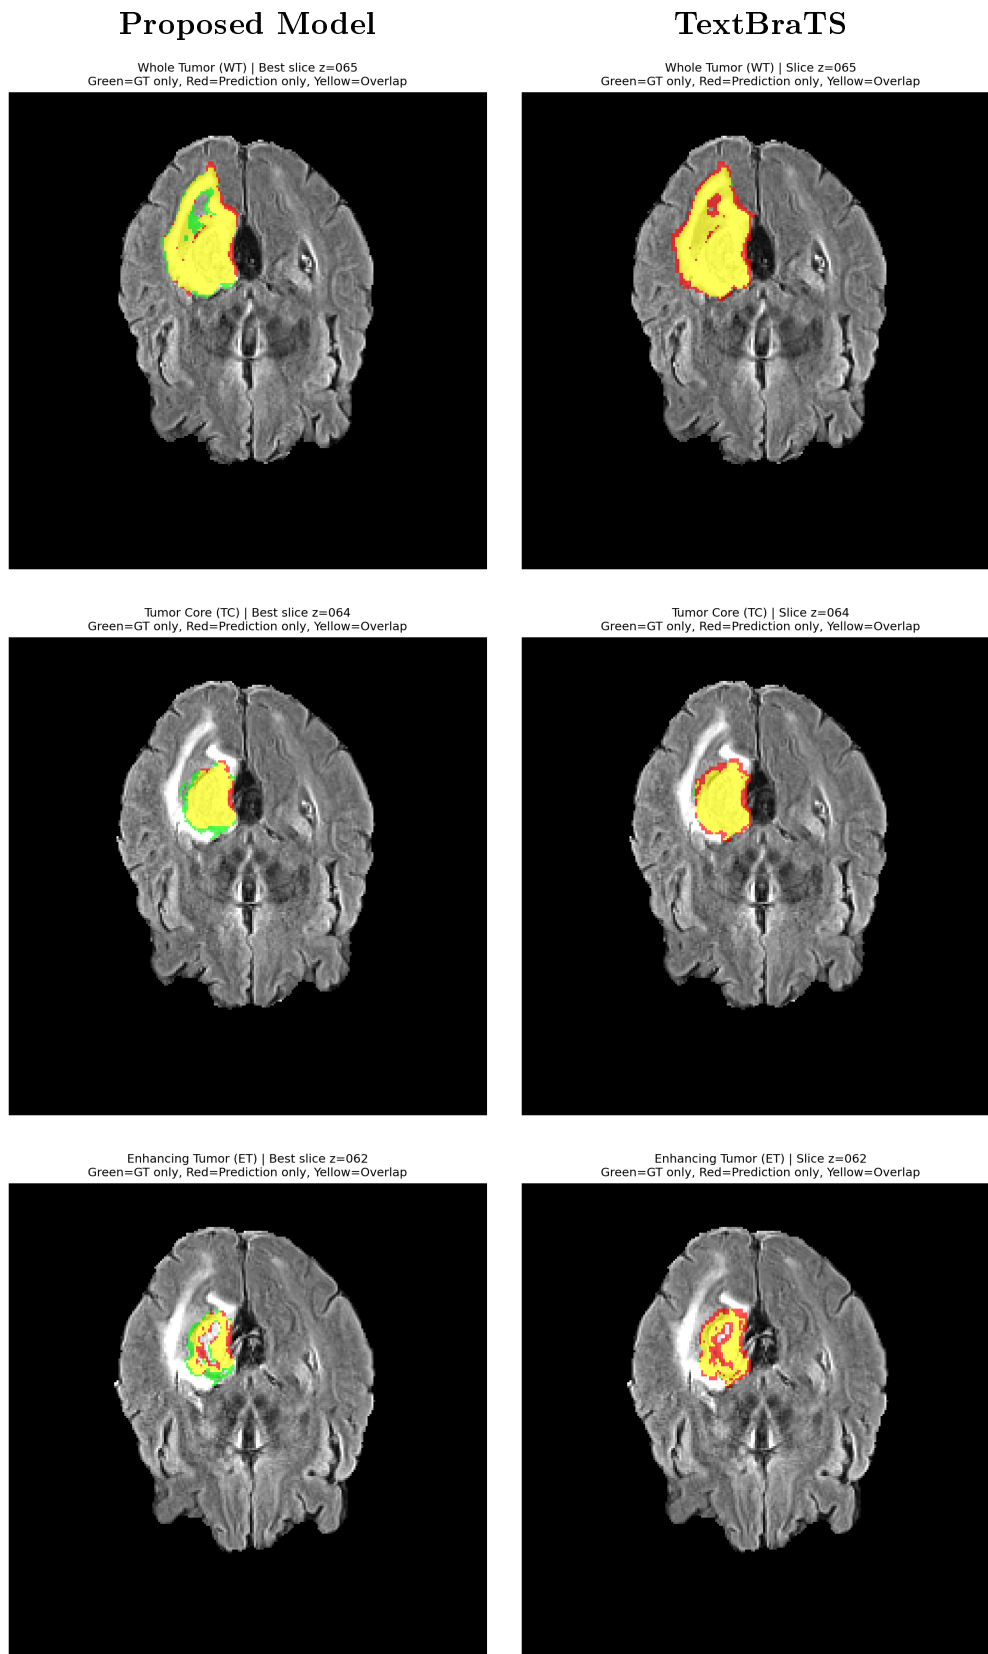 Proposed Model
TextBraTS
Whole Tumor (WT) | Best slice z=065
Green=GT only, Red=Prediction only, Yellow=Overlap
Whole Tumor (WT) | Slice z=065
Green=GT only, Red=Prediction only, Yellow=Overlap
Tumor Core (TC) | Best slice z=064
Green=GT only, Red=Prediction only, Yellow=Overlap
Tumor Core (TC) | Slice z=064
Green=GT only, Red=Prediction only, Yellow=Overlap
Enhancing Tumor (ET) | Best slice z=062
Green=GT only, Red=Prediction only, Yellow=Overlap
Enhancing Tumor (ET) | Slice z=062
Green=GT only, Red=Prediction only, Yellow=Overlap